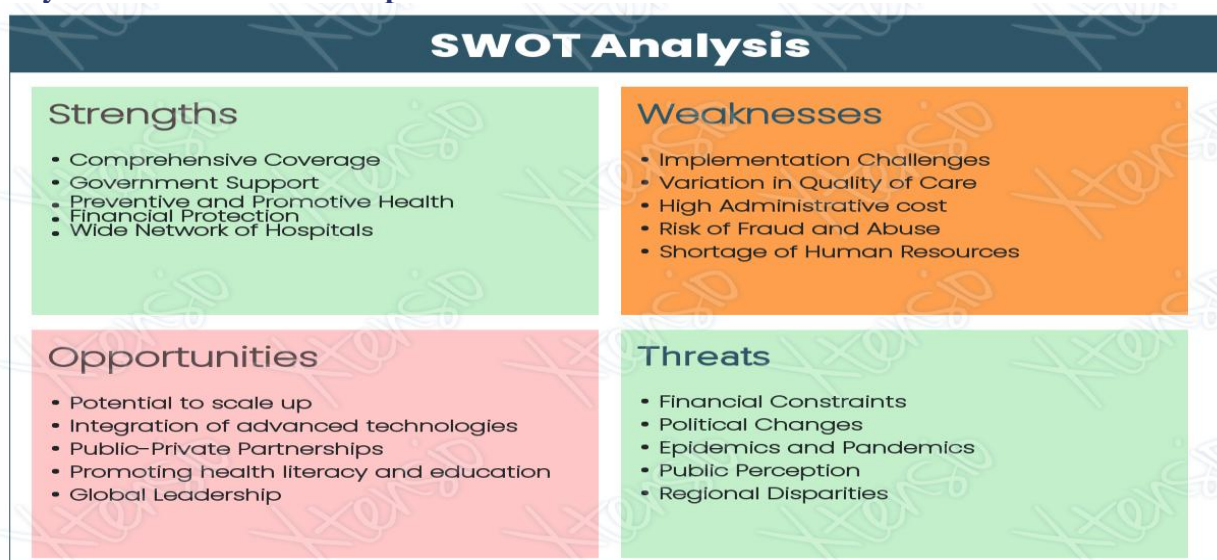 SWOT Analysis
Strengths
• Comprehensive Coverage
• Government Support
• Preventive and Promotive Health
• Financial Protection
• Wide Network of Hospitals
Weaknesses
• Implementation Challenges
• Variation in Quality of Care
• High Administrative cost
• Risk of Fraud and Abuse
• Shortage of Human Resources
Opportunities
• Potential to scale up
• Integration of advanced technologies
• Public-Private Partnerships
• Promoting health literacy and education
• Global Leadership
Threats
• Financial Constraints
• Political Changes
• Epidemics and Pandemics
• Public Perception
• Regional Disparities